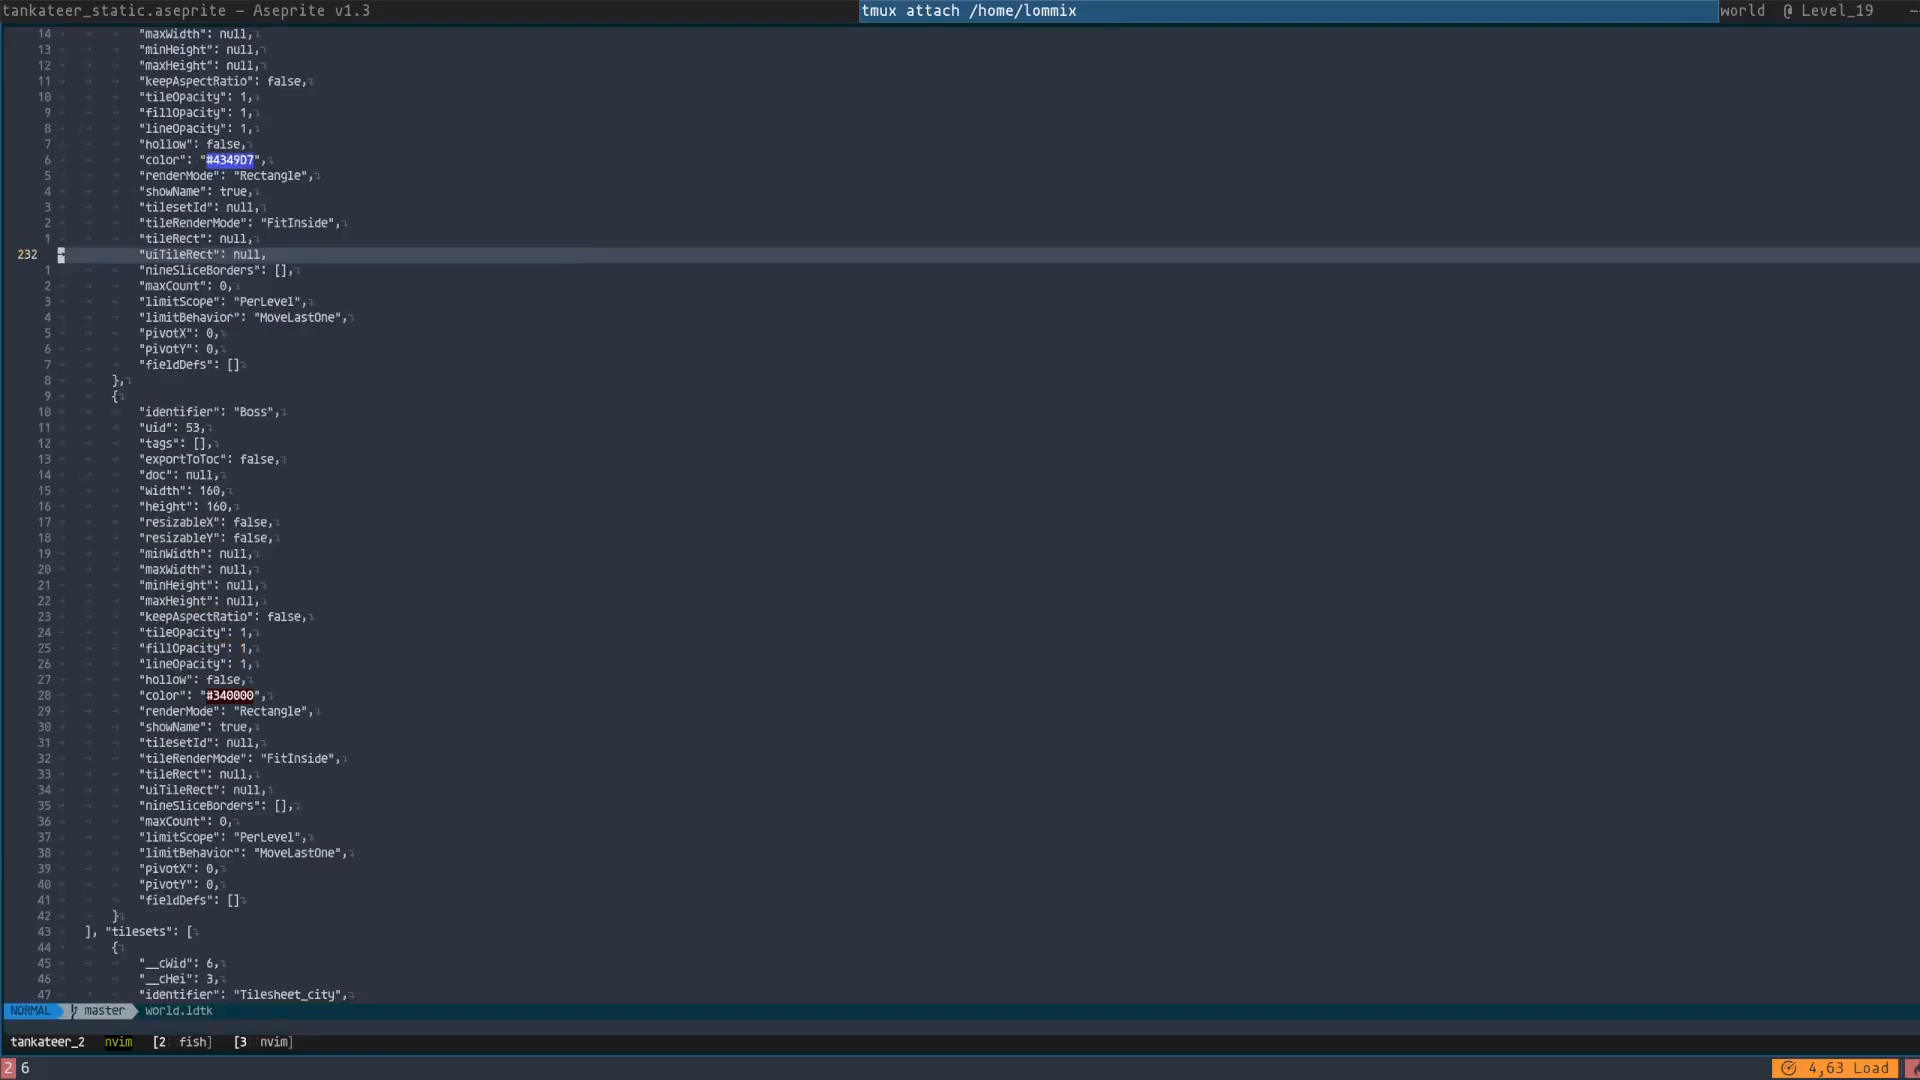 tankateer_static.aseprite — Aseprite v1.3
tmux attach /home/lommix
world @ Level_19
14 "maxWidth": null,
13 "minHeight": null,
12 "maxHeight": null,
11 "keepAspectRatio": false,
10 "tileOpacity": 1,
9 "fillOpacity": 1,
8 "lineOpacity": 1,
7 "hollow": false,
6 "color": "#4349D7",
5 "renderMode": "Rectangle",
4 "showName": true,
3 "tilesetId": null,
2 "tileRenderMode": "FitInside",
1 "tileRect": null,
232 "uiTileRect": null,
1 "nineSliceBorders": [],
2 "maxCount": 0,
3 "limitScope": "PerLevel",
4 "limitBehavior": "MoveLastOne",
5 "pivotX": 0,
6 "pivotY": 0,
7 "fieldDefs": []
8 },
9 {
10 "identifier": "Boss",
11 "uid": 53,
12 "tags": [],
13 "exportToToc": false,
14 "doc": null,
15 "width": 160,
16 "height": 160,
17 "resizableX": false,
18 "resizableY": false,
19 "minWidth": null,
20 "maxWidth": null,
21 "minHeight": null,
22 "maxHeight": null,
23 "keepAspectRatio": false,
24 "tileOpacity": 1,
25 "fillOpacity": 1,
26 "lineOpacity": 1,
27 "hollow": false,
28 "color": "#340000",
29 "renderMode": "Rectangle",
30 "showName": true,
31 "tilesetId": null,
32 "tileRenderMode": "FitInside",
33 "tileRect": null,
34 "uiTileRect": null,
35 "nineSliceBorders": [],
36 "maxCount": 0,
37 "limitScope": "PerLevel",
38 "limitBehavior": "MoveLastOne",
39 "pivotX": 0,
40 "pivotY": 0,
41 "fieldDefs": []
42 }
43 ], "tilesets": [
44 {
45 "__cWid": 6,
46 "__cHei": 3,
47 "identifier": "Tilesheet_city",
NORMAL master world.ldtk
tankateer_2 nvim [2 fish] [3 nvim]
2 6
4,63 Load